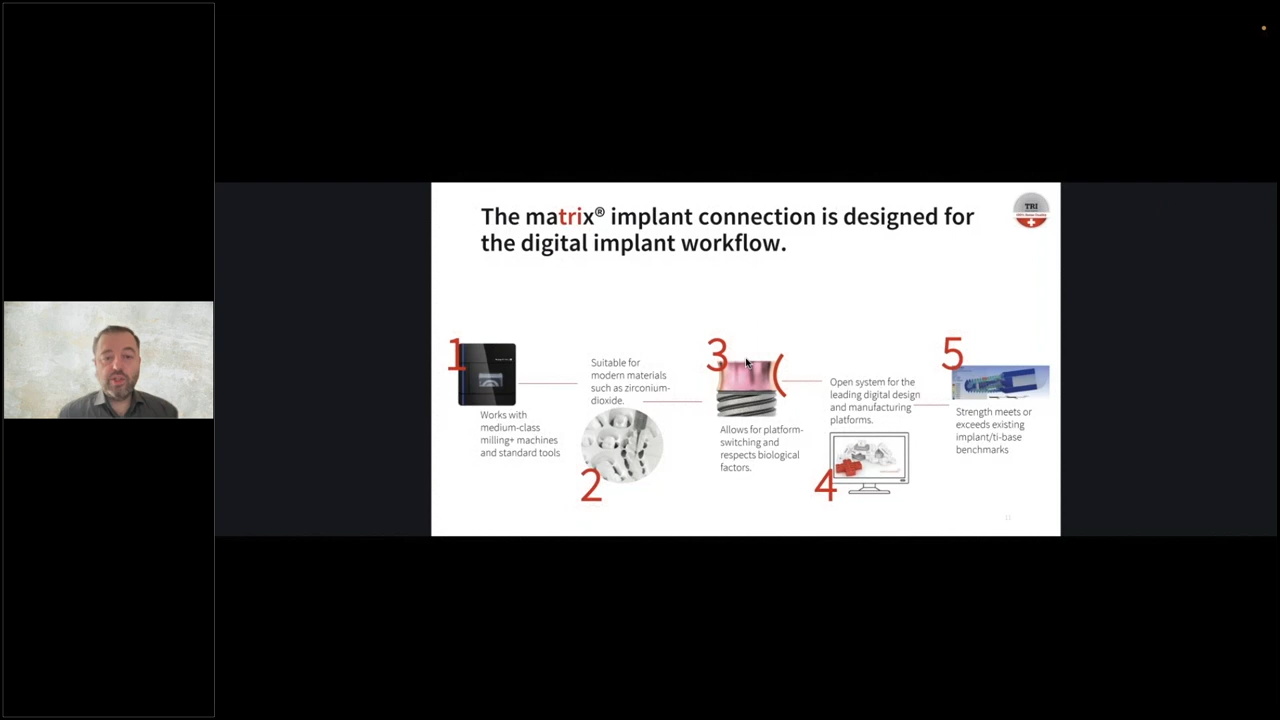 The matrix® implant connection is designed for
the digital implant workflow.
TRI
1
Works with
medium-class
milling+ machines
and standard tools
Suitable for
modern materials
such as zirconium-
dioxide.
2
3
Allows for platform-
switching and
respects biological
factors.
Open system for the
leading digital design
and manufacturing
platforms.
4
5
Strength meets or
exceeds existing
implant/ti-base
benchmarks
11